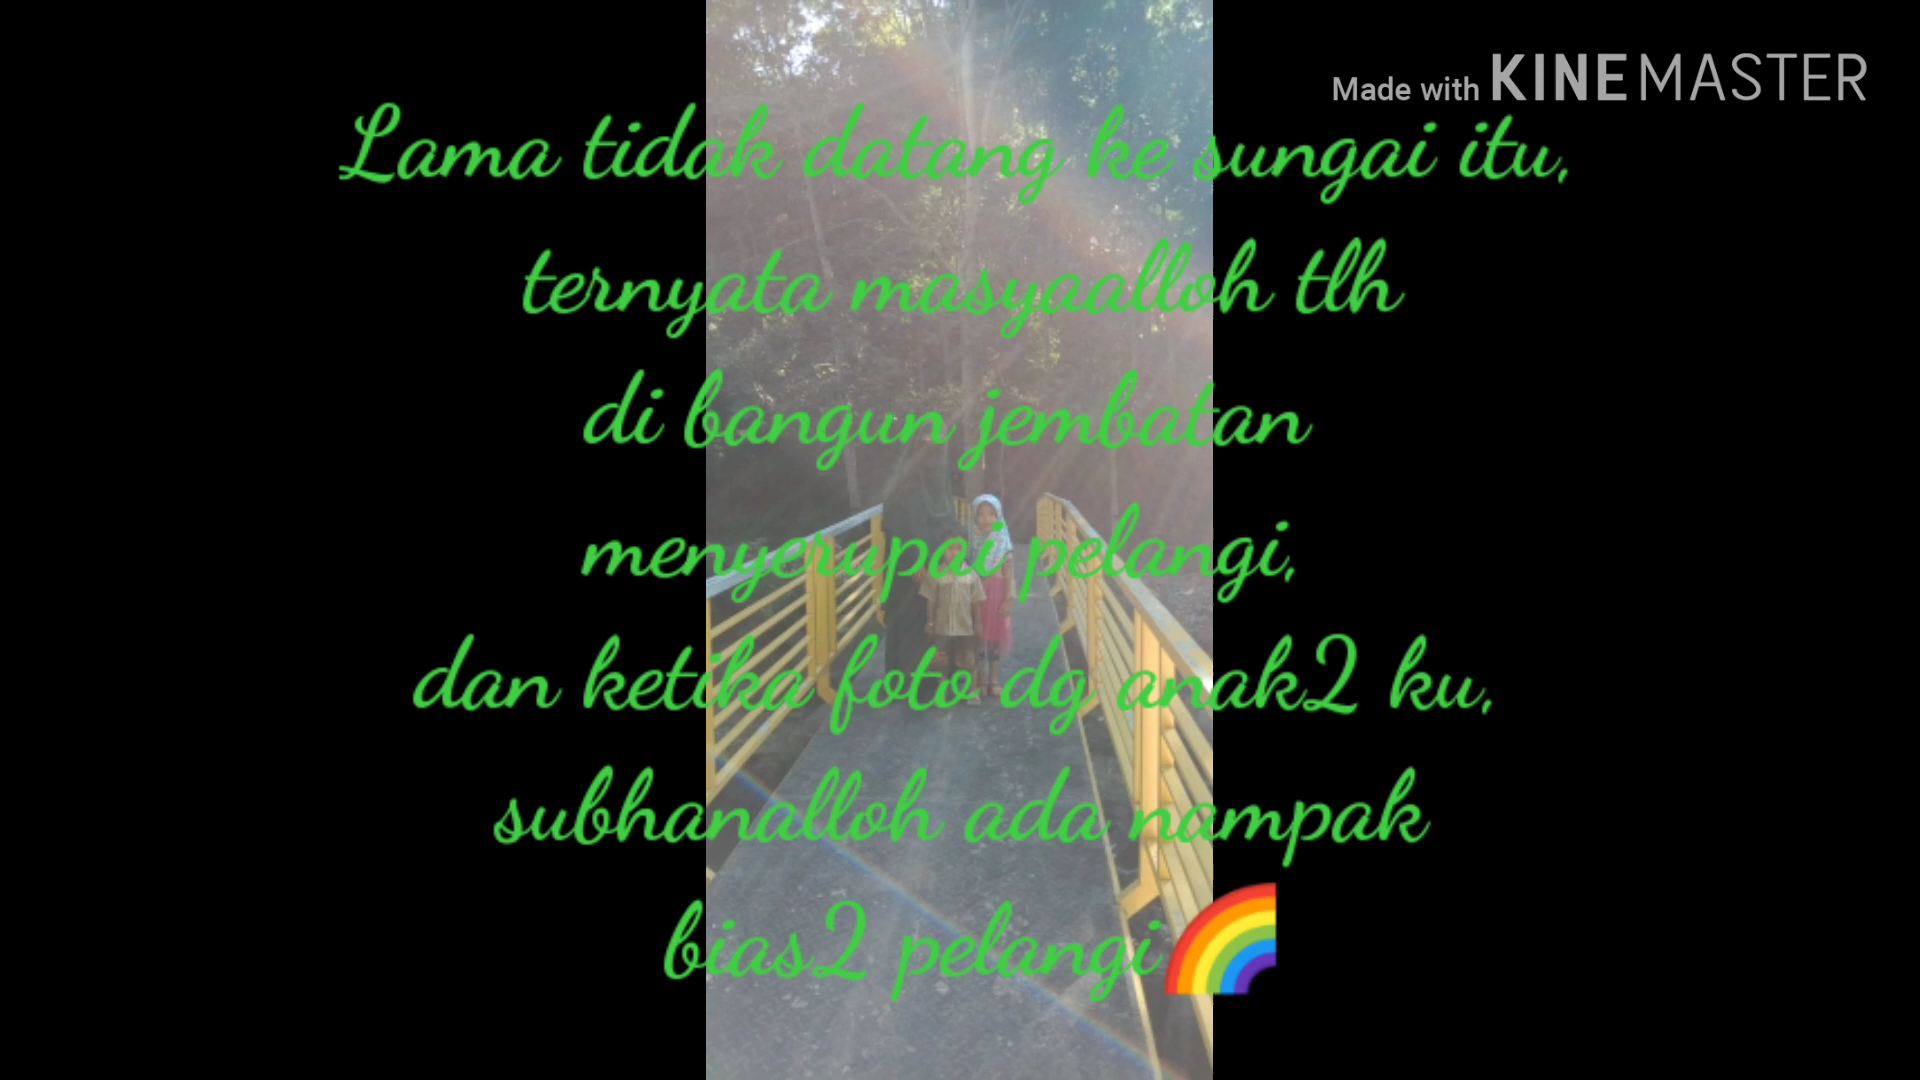 Made with KINEMASTER
Lama tidak datang ke sungai itu,
ternyata masyaalloh tlh
di bangun jembatan
menyerupai pelangi,
dan ketika foto dg anak2 ku,
subhanalloh ada nampak
bias2 pelangi🌈